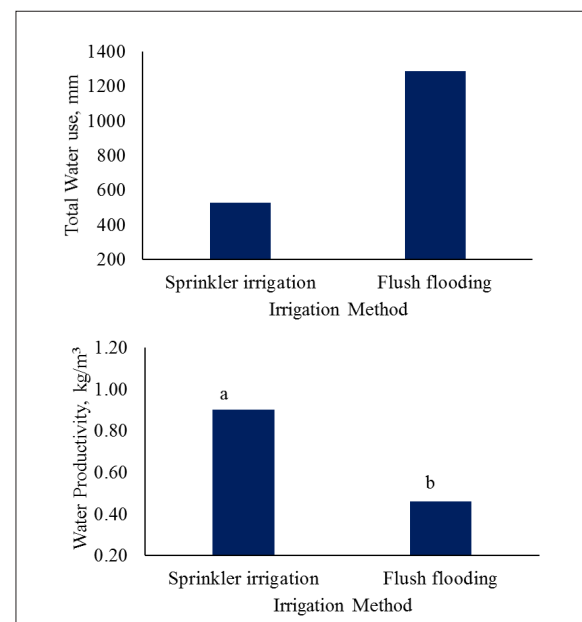 Total Water use, mm
1400
1200
1000
800
600
400
200
Sprinkler irrigation Flush flooding
Irrigation Method
Water Productivity, kg/m³
1.20
1.00
0.80
0.60
0.40
0.20
a
b
Sprinkler irrigation Flush flooding
Irrigation Method